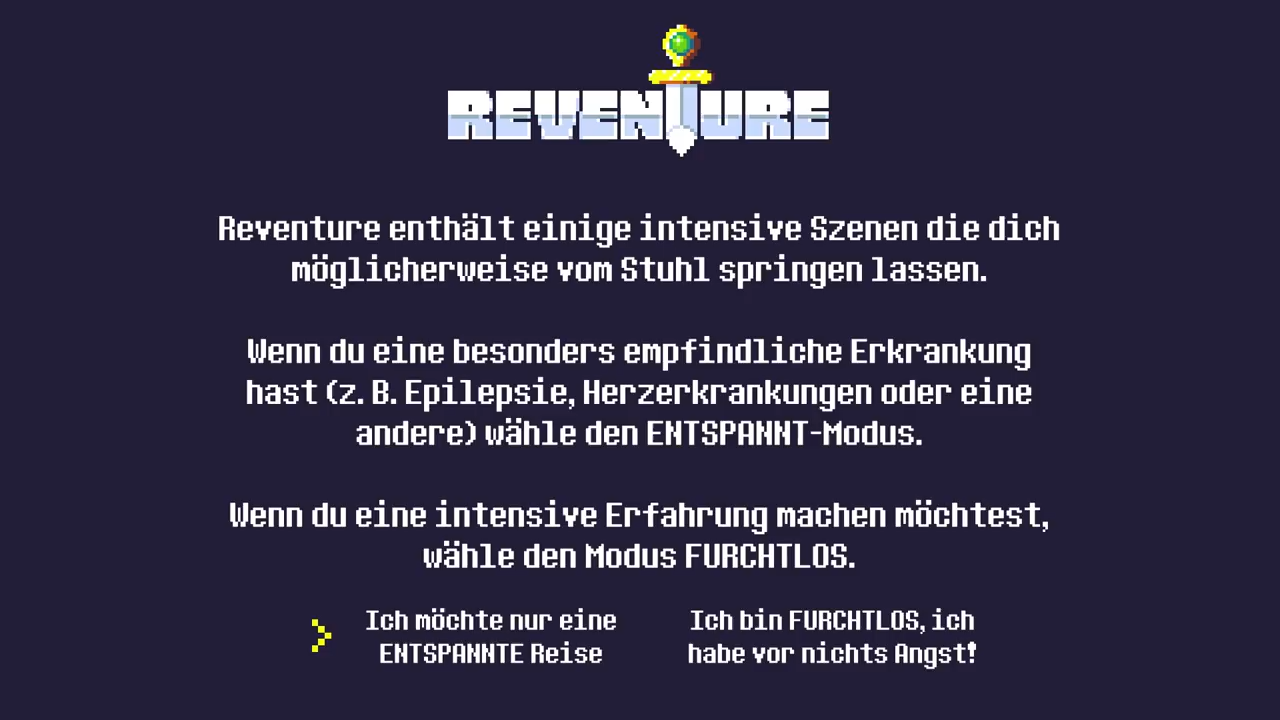 REVENTURE
Reventure enthält einige intensive Szenen die dich
möglicherweise vom Stuhl springen lassen.
Wenn du eine besonders empfindliche Erkrankung
hast (z. B. Epilepsie, Herzerkrankungen oder eine
andere) wähle den ENTSPANNT-Modus.
Wenn du eine intensive Erfahrung machen möchtest,
wähle den Modus FURCHTLOS.
Ich möchte nur eine
ENTSPANNTE Reise
Ich bin FURCHTLOS, ich
habe vor nichts Angst!